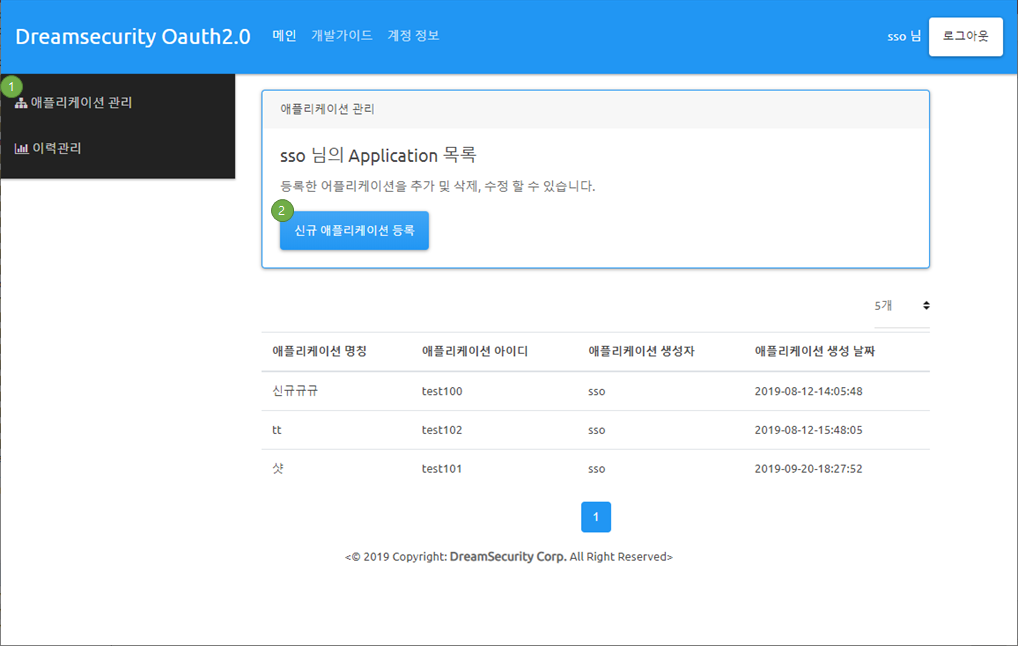 Dreamsecurity Oauth2.0 메인 개발가이드 계정 정보 sso 님 로그아웃
1
애플리케이션 관리
이력관리
애플리케이션 관리
sso 님의 Application 목록
등록한 어플리케이션을 추가 및 삭제, 수정 할 수 있습니다.
2
신규 애플리케이션 등록
5개
애플리케이션 명칭 애플리케이션 아이디 애플리케이션 생성자 애플리케이션 생성 날짜
신규규규 test100 sso 2019-08-12-14:05:48
tt test102 sso 2019-08-12-15:48:05
샷 test101 sso 2019-09-20-18:27:52
1
<© 2019 Copyright: DreamSecurity Corp. All Right Reserved>